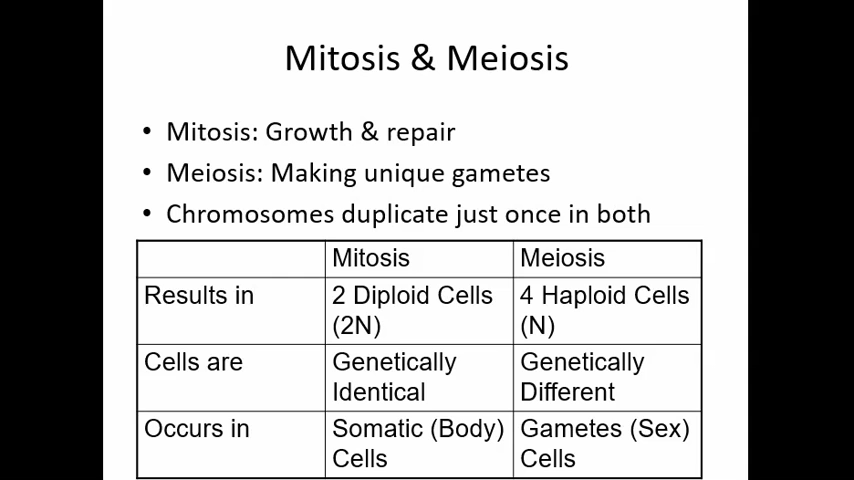 Mitosis & Meiosis
• Mitosis: Growth & repair
• Meiosis: Making unique gametes
• Chromosomes duplicate just once in both
Mitosis Meiosis
Results in 2 Diploid Cells 4 Haploid Cells
(2N) (N)
Cells are Genetically Genetically
Identical Different
Occurs in Somatic (Body) Gametes (Sex)
Cells Cells